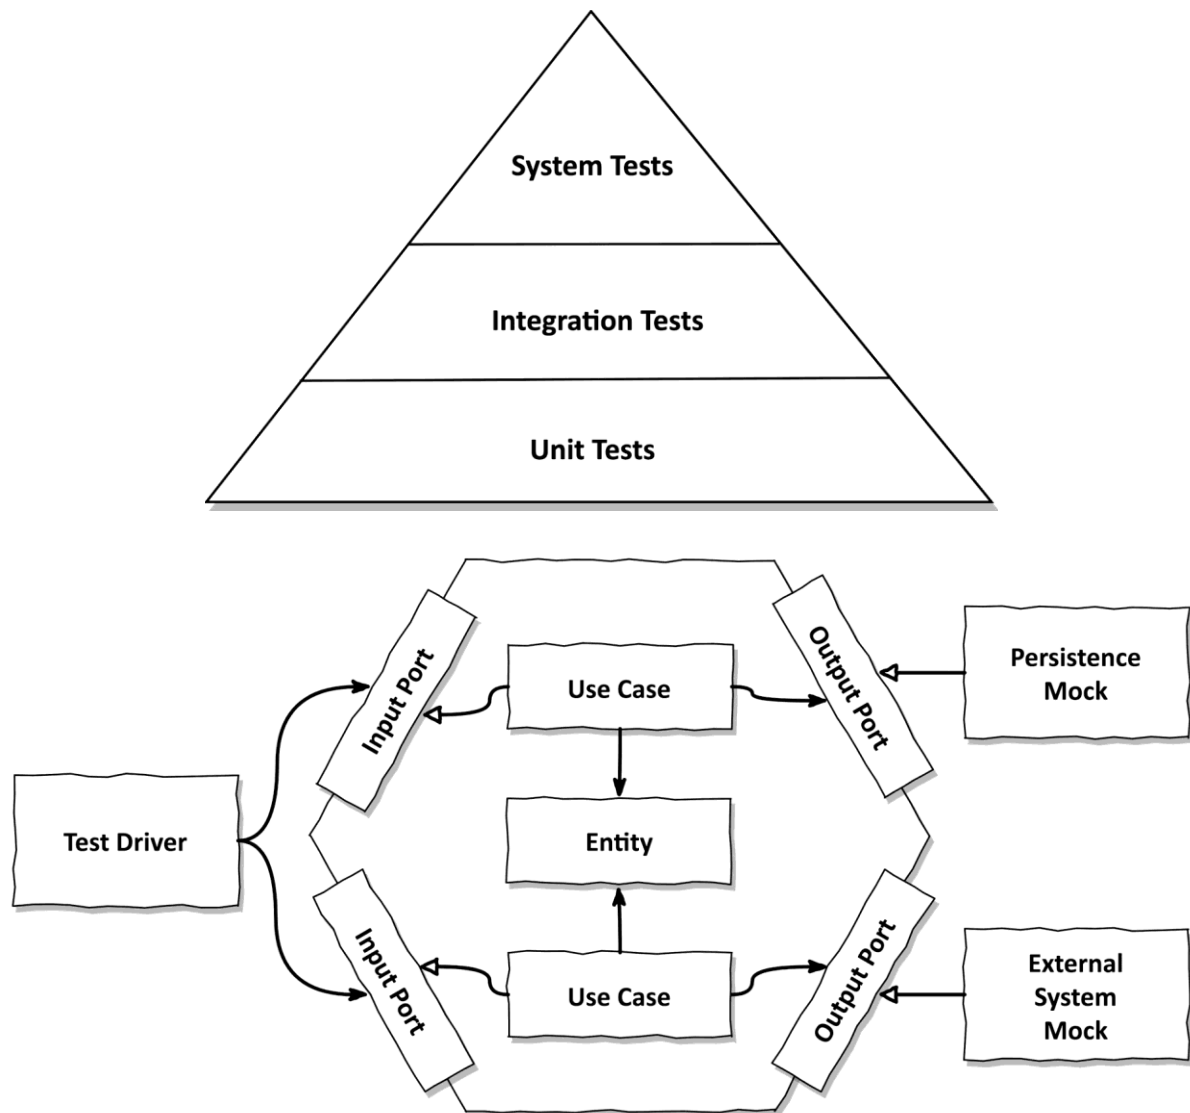 System Tests
Integration Tests
Unit Tests
Input Port
Use Case
Output Port
Persistence
Mock
Test Driver
Entity
Input Port
Use Case
Output Port
External
System
Mock